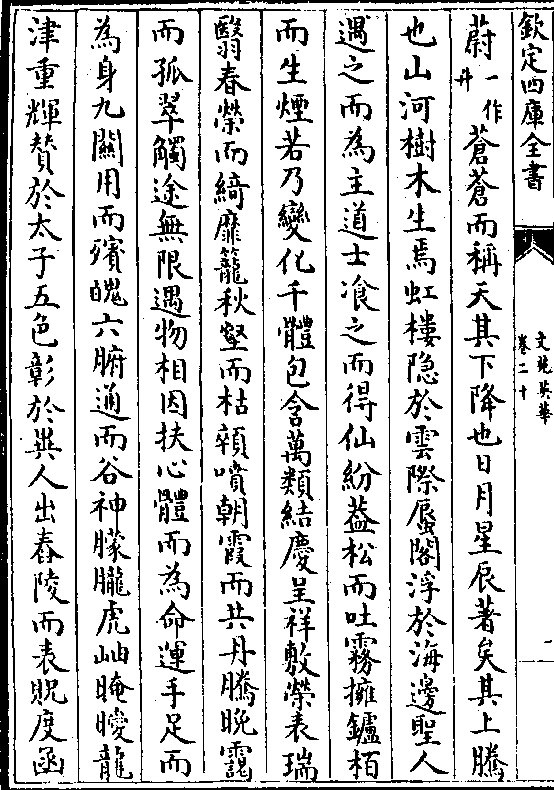 欽定四庫全書
文苑英華
卷二十
一
蔚一作蒼蒼而稱天其下降也日月星辰著矣其上騰
升
也山河樹木生焉虹樓隐於雲際蜃閣浮於海邊聖人
遇之而為主道士飡之而得仙紛葢松而吐霧擁鑪栢
而生煙若乃變化千體包含萬類結慶呈祥敷榮表瑞
翳春榮而綺靡籠秋壑而枯顇噴朝霞而共丹騰晩靄
而孤翠觸途無限遇物相因扶心體而為命運手足而
為身九關用而殯魄六腑通而谷神朦朧虎岫晻曖龍
津重輝賛於太子五色彰於異人出舂陵而表貺度函